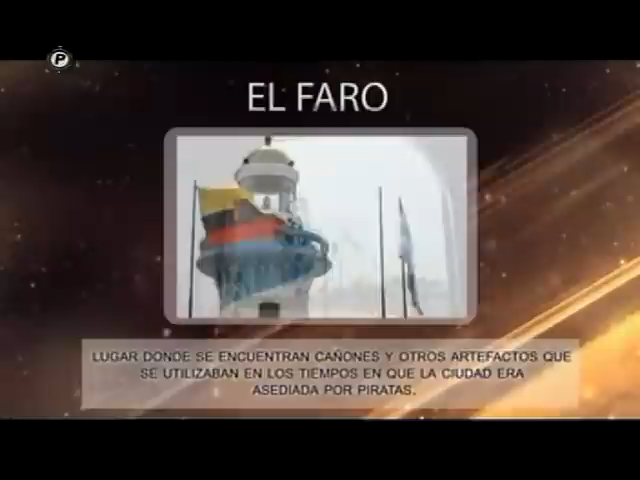 P
EL FARO
LUGAR DONDE SE ENCUENTRAN CAÑONES Y OTROS ARTEFACTOS QUE
SE UTILIZABAN EN LOS TIEMPOS EN QUE LA CIUDAD ERA
ASEDIADA POR PIRATAS.